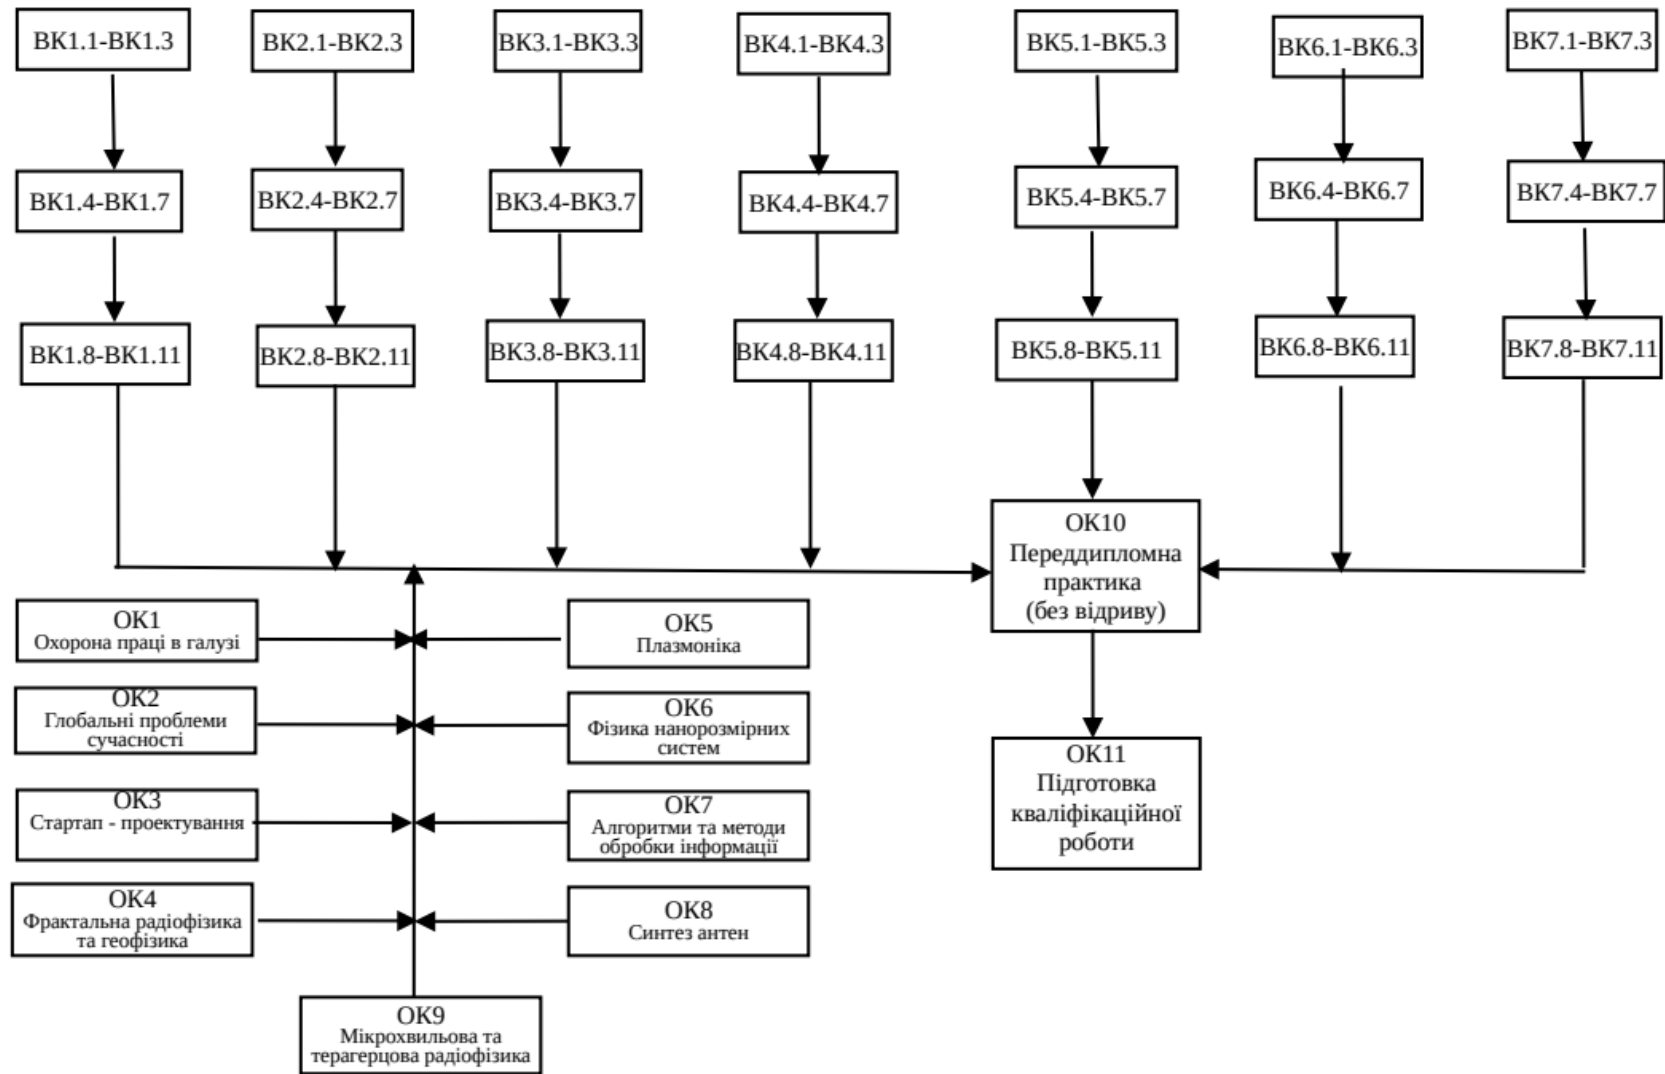 ВК1.1-ВК1.3
ВК2.1-ВК2.3
ВК3.1-ВК3.3
ВК4.1-ВК4.3
ВК5.1-ВК5.3
ВК6.1-ВК6.3
ВК7.1-ВК7.3
ВК1.4-ВК1.7
ВК2.4-ВК2.7
ВК3.4-ВК3.7
ВК4.4-ВК4.7
ВК5.4-ВК5.7
ВК6.4-ВК6.7
ВК7.4-ВК7.7
ВК1.8-ВК1.11
ВК2.8-ВК2.11
ВК3.8-ВК3.11
ВК4.8-ВК4.11
ВК5.8-ВК5.11
ВК6.8-ВК6.11
ВК7.8-ВК7.11
ОК10
Переддипломна
практика
(без відриву)
ОК1
Охорона праці в галузі
ОК5
Плазмоніка
ОК2
Глобальні проблеми
сучасності
ОК6
Фізика нанорозмірних
систем
ОК3
Стартап - проектування
ОК7
Алгоритми та методи
обробки інформації
ОК11
Підготовка
кваліфікаційної
роботи
ОК4
Фрактальна радіофізика
та геофізика
ОК8
Синтез антен
ОК9
Мікрохвильова та
терагерцова радіофізика